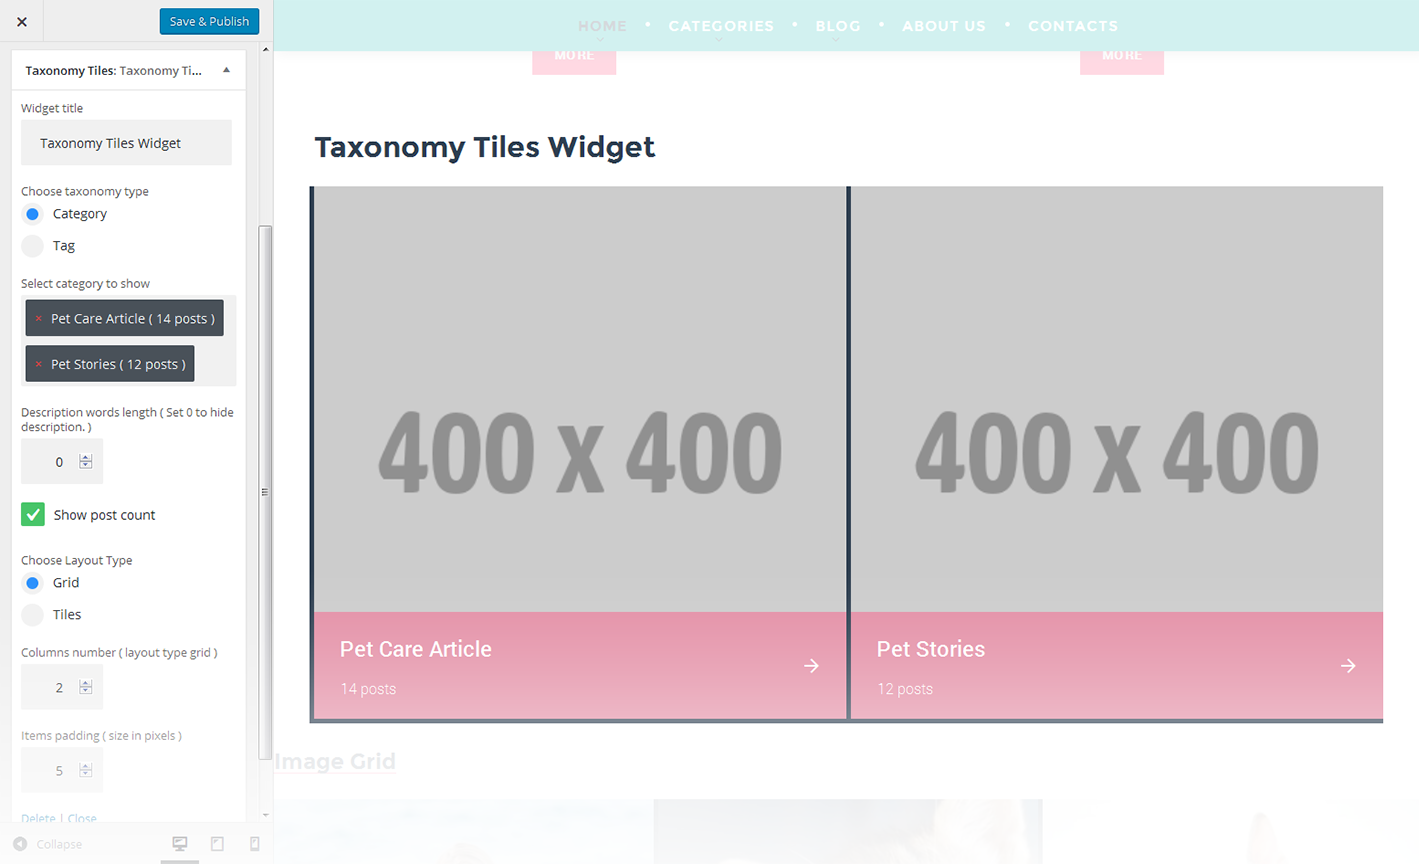 Save & Publish
HOME • CATEGORIES • BLOG • ABOUT US • CONTACTS
MORE MORE
Taxonomy Tiles: Taxonomy Ti...
Widget title
Taxonomy Tiles Widget
Choose taxonomy type
Category
Tag
Select category to show
× Pet Care Article ( 14 posts )
× Pet Stories ( 12 posts )
Description words length ( Set 0 to hide
description. )
0
Show post count
Choose Layout Type
Grid
Tiles
Columns number ( layout type grid )
2
Items padding ( size in pixels )
5
Delete | Close
Collapse
Taxonomy Tiles Widget
400 x 400
400 x 400
Pet Care Article
14 posts
Pet Stories
12 posts
Image Grid